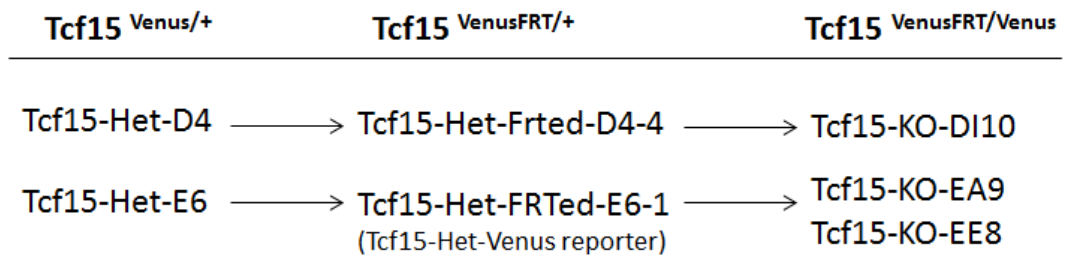 Tcf15 Venus/+ Tcf15 VenusFRT/+ Tcf15 VenusFRT/Venus
Tcf15-Het-D4 Tcf15-Het-Frted-D4-4 Tcf15-KO-DI10
Tcf15-Het-E6 Tcf15-Het-FRTed-E6-1 Tcf15-KO-EA9
(Tcf15-Het-Venus reporter) Tcf15-KO-EE8